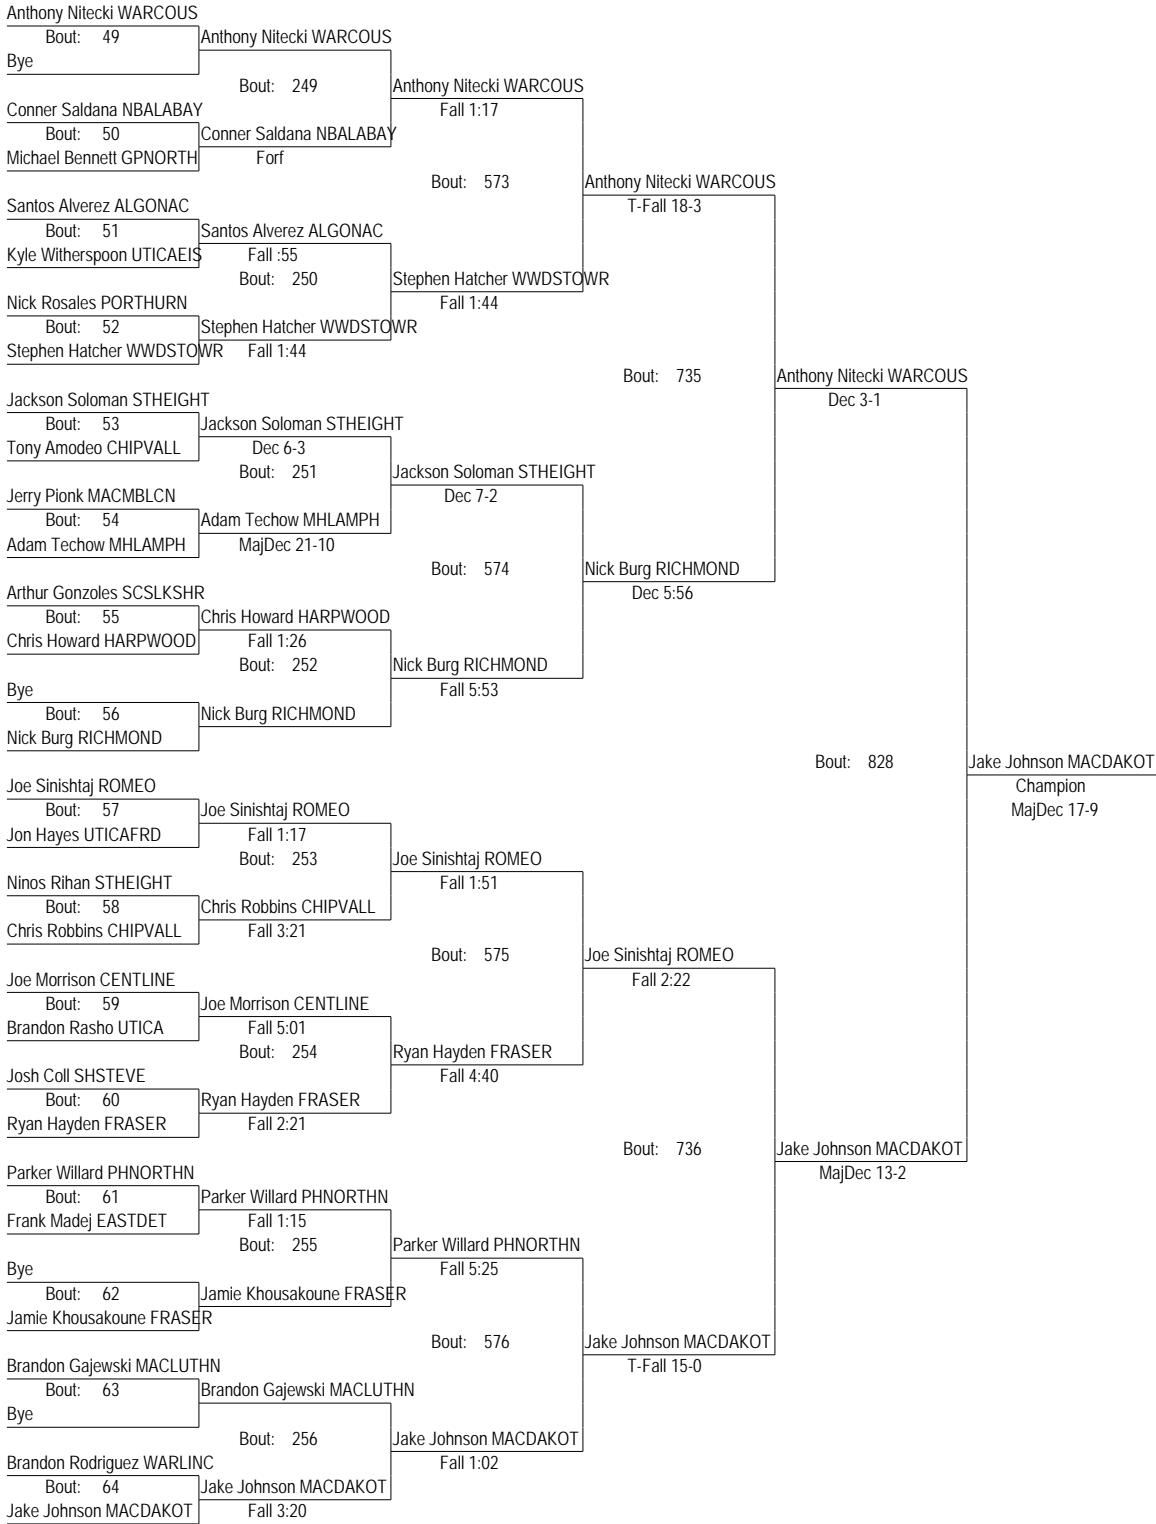 Anthony Nitecki WARCOUS
Bout: 49
Anthony Nitecki WARCOUS
Bye
Bout: 249
Anthony Nitecki WARCOUS
Conner Saldana NBALABAY
Fall 1:17
Bout: 50
Conner Saldana NBALABAY
Michael Bennett GPNORTH
Forf
Bout: 573
Anthony Nitecki WARCOUS
Santos Alverez ALGONAC
T-Fall 18-3
Bout: 51
Santos Alverez ALGONAC
Kyle Witherspoon UTICAEIS
Fall :55
Bout: 250
Stephen Hatcher WWDSTOWR
Nick Rosales PORTHURN
Fall 1:44
Bout: 52
Stephen Hatcher WWDSTOWR
Stephen Hatcher WWDSTOWR
Fall 1:44
Bout: 735
Anthony Nitecki WARCOUS
Jackson Soloman STHEIGHT
Dec 3-1
Bout: 53
Jackson Soloman STHEIGHT
Tony Amodeo CHIPVALL
Dec 6-3
Bout: 251
Jackson Soloman STHEIGHT
Jerry Pionk MACMBLCN
Dec 7-2
Bout: 54
Adam Techow MHLAMPH
Adam Techow MHLAMPH
MajDec 21-10
Bout: 574
Nick Burg RICHMOND
Arthur Gonzoles SCSLKSHR
Dec 5:56
Bout: 55
Chris Howard HARPWOOD
Chris Howard HARPWOOD
Fall 1:26
Bout: 252
Nick Burg RICHMOND
Bye
Fall 5:53
Bout: 56
Nick Burg RICHMOND
Nick Burg RICHMOND
Bout: 828
Jake Johnson MACDAKOT
Joe Sinishtaj ROMEO
Champion
Bout: 57
Joe Sinishtaj ROMEO
MajDec 17-9
Jon Hayes UTICAFRD
Fall 1:17
Bout: 253
Joe Sinishtaj ROMEO
Ninos Rihan STHEIGHT
Fall 1:51
Bout: 58
Chris Robbins CHIPVALL
Chris Robbins CHIPVALL
Fall 3:21
Bout: 575
Joe Sinishtaj ROMEO
Joe Morrison CENTLINE
Fall 2:22
Bout: 59
Joe Morrison CENTLINE
Brandon Rasho UTICA
Fall 5:01
Bout: 254
Ryan Hayden FRASER
Josh Coll SHSTEVE
Fall 4:40
Bout: 60
Ryan Hayden FRASER
Ryan Hayden FRASER
Fall 2:21
Bout: 736
Jake Johnson MACDAKOT
Parker Willard PHNORTHN
MajDec 13-2
Bout: 61
Parker Willard PHNORTHN
Frank Madej EASTDET
Fall 1:15
Bout: 255
Parker Willard PHNORTHN
Bye
Fall 5:25
Bout: 62
Jamie Khousakoune FRASER
Jamie Khousakoune FRASER
Bout: 576
Jake Johnson MACDAKOT
Brandon Gajewski MACLUTHN
T-Fall 15-0
Bout: 63
Brandon Gajewski MACLUTHN
Bye
Bout: 256
Jake Johnson MACDAKOT
Brandon Rodriguez WARLINC
Fall 1:02
Bout: 64
Jake Johnson MACDAKOT
Jake Johnson MACDAKOT
Fall 3:20